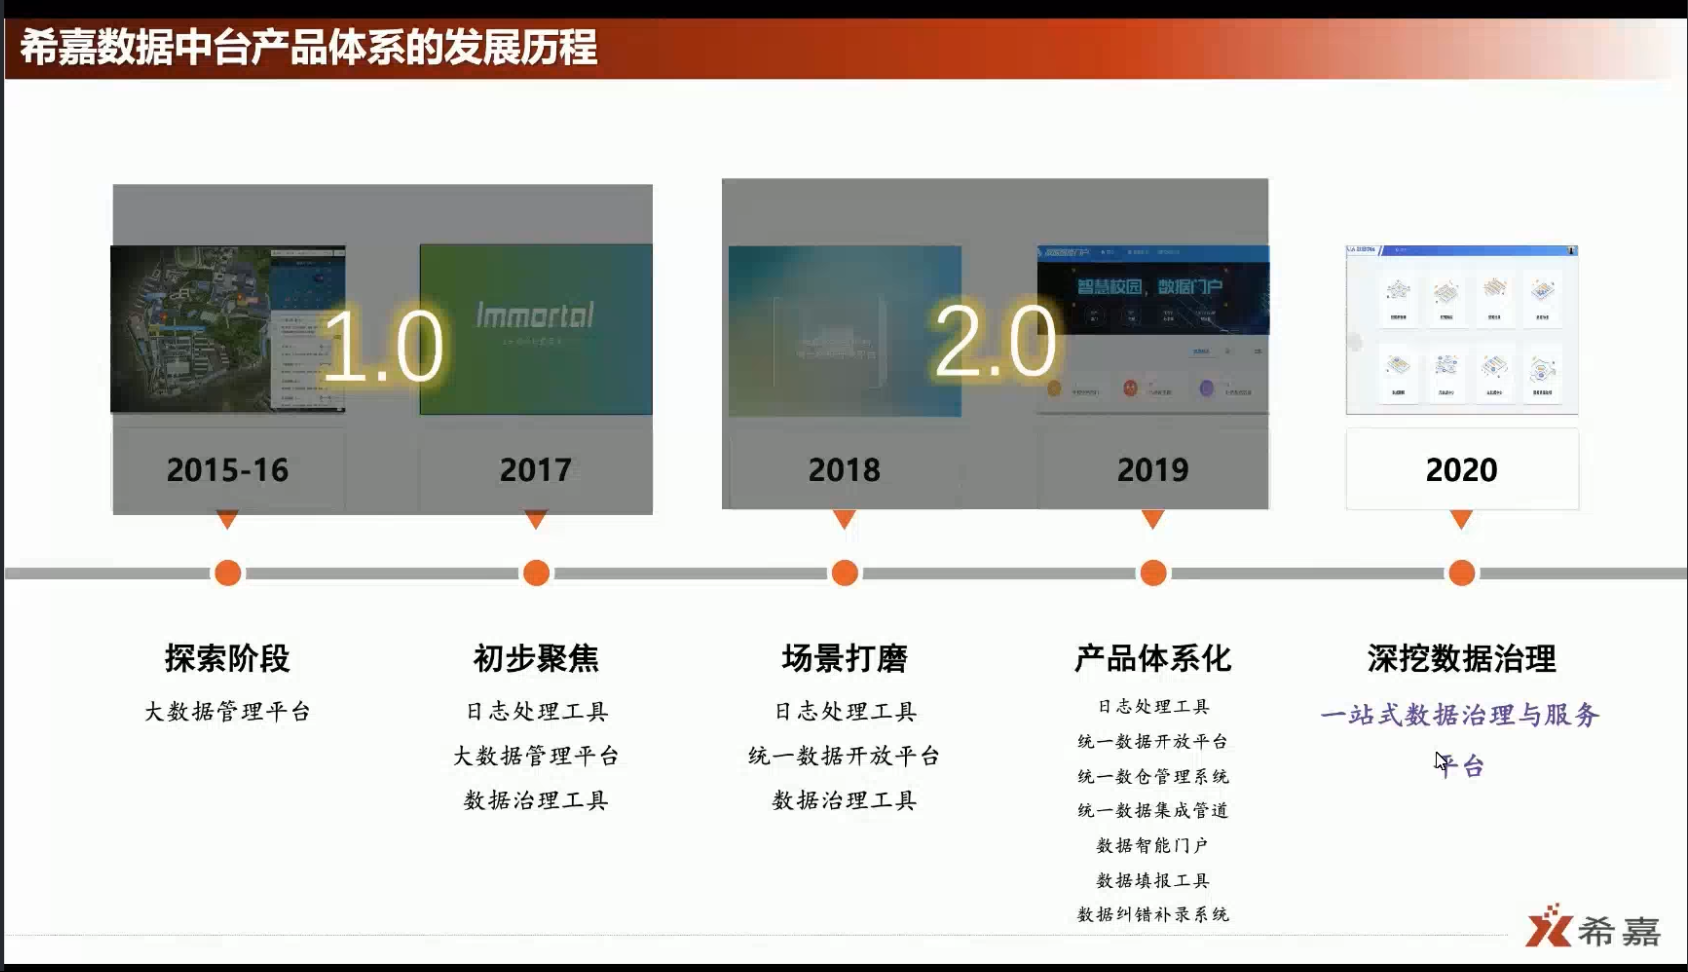 希嘉数据中台产品体系的发展历程
1.0
Immortal
2.0
智慧校园，数据门户
2015-16
2017
2018
2019
2020
探索阶段
大数据管理平台
初步聚焦
日志处理工具
大数据管理平台
数据治理工具
场景打磨
日志处理工具
统一数据开放平台
数据治理工具
产品体系化
日志处理工具
统一数据开放平台
统一数仓管理系统
统一数据集成管道
数据智能门户
数据填报工具
数据纠错补录系统
深挖数据治理
一站式数据治理与服务
平台
希嘉